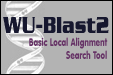 WU-Blast2
Basic Local Alignment
Search Tool